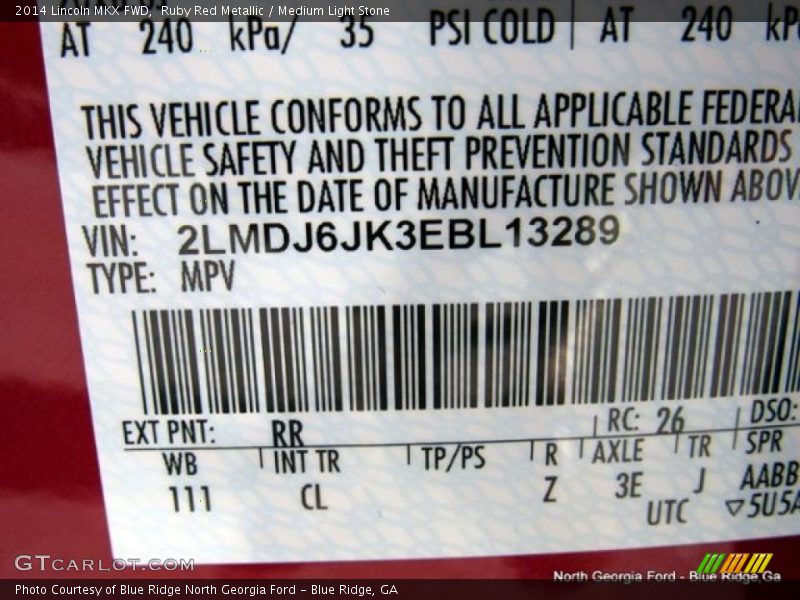 2014 Lincoln MKX FWD,  Ruby Red Metallic / Medium Light Stone
AT 240 kPa/ 35 PSI COLD AT 240
THIS VEHICLE CONFORMS TO ALL APPLICABLE FEDERA
VEHICLE SAFETY AND THEFT PREVENTION STANDARDS
EFFECT ON THE DATE OF MANUFACTURE SHOWN ABOV
VIN: 2LMDJ6JK3EBL13289
TYPE: MPV
EXT PNT: RR RC: 26 DSO:
WB INT TR TP/PS R AXLE TR SPR
111 CL Z 3E J AABB
UTC ▽5U5A
GTCARLOT.COM
North Georgia Ford - Blue Ridge,Ga
Photo Courtesy of Blue Ridge North Georgia Ford – Blue Ridge, GA